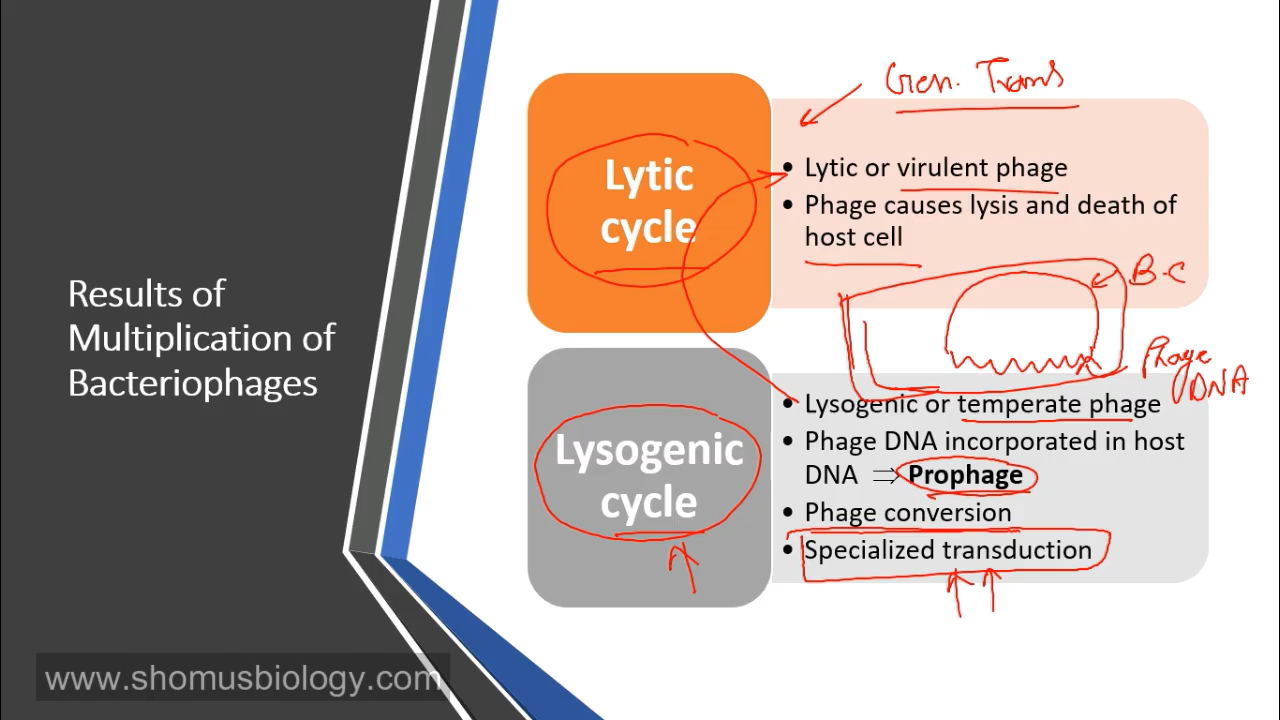 Results of
Multiplication of
Bacteriophages
Gen. Trans
Lytic
cycle
• Lytic or virulent phage
• Phage causes lysis and death of
host cell
B.C
Phage
DNA
Lysogenic
cycle
• Lysogenic or temperate phage
• Phage DNA incorporated in host
DNA ⇒ Prophage
• Phage conversion
• Specialized transduction
www.shomusbiology.com